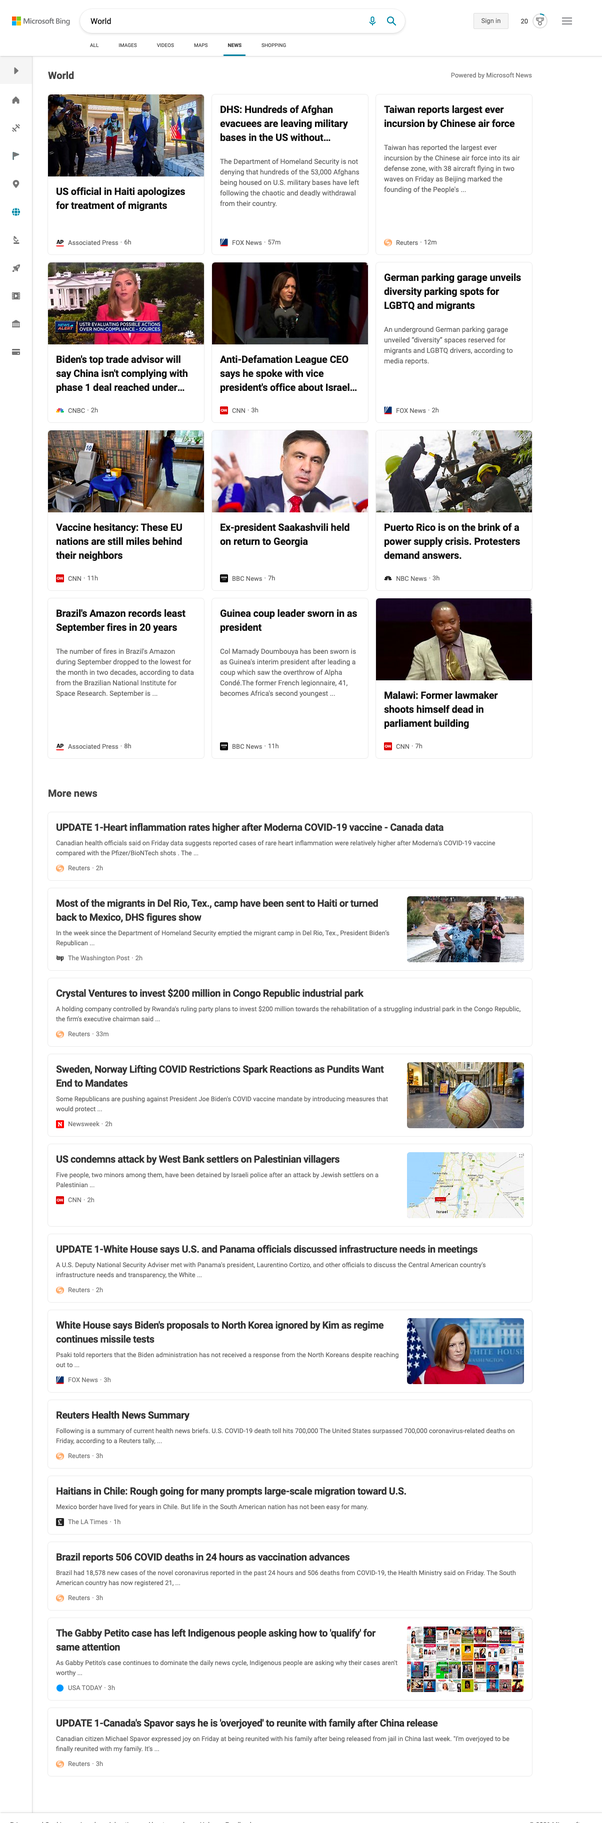 Microsoft Bing
World
Sign in
20
ALL
IMAGES
VIDEOS
MAPS
NEWS
SHOPPING
World
Powered by Microsoft News
US official in Haiti apologizes
for treatment of migrants
AP Associated Press · 6h
DHS: Hundreds of Afghan
evacuees are leaving military
bases in the US without...
The Department of Homeland Security is not
denying that hundreds of the 53,000 Afghans
being housed on U.S. military bases have left
following the chaotic and deadly withdrawal
from their country.
FOX News · 57m
Taiwan reports largest ever
incursion by Chinese air force
Taiwan has reported the largest ever
incursion by the Chinese air force into its air
defense zone, with 38 aircraft flying in two
waves on Friday as Beijing marked the
founding of the People's ...
Reuters · 12m
NEWS ALERT
USTR EVALUATING POSSIBLE ACTIONS
OVER NON-COMPLIANCE - SOURCES
Biden's top trade advisor will
say China isn't complying with
phase 1 deal reached under...
CNBC · 2h
Anti-Defamation League CEO
says he spoke with vice
president's office about Israel...
CNN · 3h
German parking garage unveils
diversity parking spots for
LGBTQ and migrants
An underground German parking garage
unveiled "diversity" spaces reserved for
migrants and LGBTQ drivers, according to
media reports.
FOX News · 2h
10
Vaccine hesitancy: These EU
nations are still miles behind
their neighbors
CNN · 11h
Ex-president Saakashvili held
on return to Georgia
BBC News · 7h
Puerto Rico is on the brink of a
power supply crisis. Protesters
demand answers.
NBC News · 3h
Brazil's Amazon records least
September fires in 20 years
The number of fires in Brazil's Amazon
during September dropped to the lowest for
the month in two decades, according to data
from the Brazilian National Institute for
Space Research. September is ...
AP Associated Press · 8h
Guinea coup leader sworn in as
president
Col Mamady Doumbouya has been sworn is
as Guinea's interim president after leading a
coup which saw the overthrow of Alpha
Condé.The former French legionnaire, 41,
becomes Africa's second youngest ...
BBC News · 11h
Malawi: Former lawmaker
shoots himself dead in
parliament building
CNN · 7h
More news
UPDATE 1-Heart inflammation rates higher after Moderna COVID-19 vaccine - Canada data
Canadian health officials said on Friday data suggests reported cases of rare heart inflammation were relatively higher after Moderna's COVID-19 vaccine
compared with the Pfizer/BioNTech shots . The ...
Reuters · 2h
Most of the migrants in Del Rio, Tex., camp have been sent to Haiti or turned
back to Mexico, DHS figures show
In the week since the Department of Homeland Security emptied the migrant camp in Del Rio, Tex., President Biden's
Republican ...
wp The Washington Post · 2h
Crystal Ventures to invest $200 million in Congo Republic industrial park
A holding company controlled by Rwanda's ruling party plans to invest $200 million towards the rehabilitation of a struggling industrial park in the Congo Republic,
the firm's executive chairman said ...
Reuters · 33m
Sweden, Norway Lifting COVID Restrictions Spark Reactions as Pundits Want
End to Mandates
Some Republicans are pushing against President Joe Biden's COVID vaccine mandate by introducing measures that
would protect ...
N Newsweek · 2h
US condemns attack by West Bank settlers on Palestinian villagers
Five people, two minors among them, have been detained by Israeli police after an attack by Jewish settlers on a
Palestinian ...
CNN · 2h
Israel
UPDATE 1-White House says U.S. and Panama officials discussed infrastructure needs in meetings
A U.S. Deputy National Security Adviser met with Panama's president, Laurentino Cortizo, and other officials to discuss the Central American country's
infrastructure needs and transparency, the White ...
Reuters · 2h
White House says Biden's proposals to North Korea ignored by Kim as regime
continues missile tests
Psaki told reporters that the Biden administration has not received a response from the North Koreans despite reaching
out to ...
FOX News · 3h
Reuters Health News Summary
Following is a summary of current health news briefs. U.S. COVID-19 death toll hits 700,000 The United States surpassed 700,000 coronavirus-related deaths on
Friday, according to a Reuters tally, ...
Reuters · 3h
Haitians in Chile: Rough going for many prompts large-scale migration toward U.S.
Mexico border have lived for years in Chile. But life in the South American nation has not been easy for many.
The LA Times · 1h
Brazil reports 506 COVID deaths in 24 hours as vaccination advances
Brazil had 18,578 new cases of the novel coronavirus reported in the past 24 hours and 506 deaths from COVID-19, the Health Ministry said on Friday. The South
American country has now registered 21, ...
Reuters · 3h
The Gabby Petito case has left Indigenous people asking how to 'qualify' for
same attention
As Gabby Petito's case continues to dominate the daily news cycle, Indigenous people are asking why their cases aren't
worthy ...
USA TODAY · 3h
UPDATE 1-Canada's Spavor says he is 'overjoyed' to reunite with family after China release
Canadian citizen Michael Spavor expressed joy on Friday at being reunited with his family after being released from jail in China last week. "I'm overjoyed to be
finally reunited with my family. It's ...
Reuters · 3h